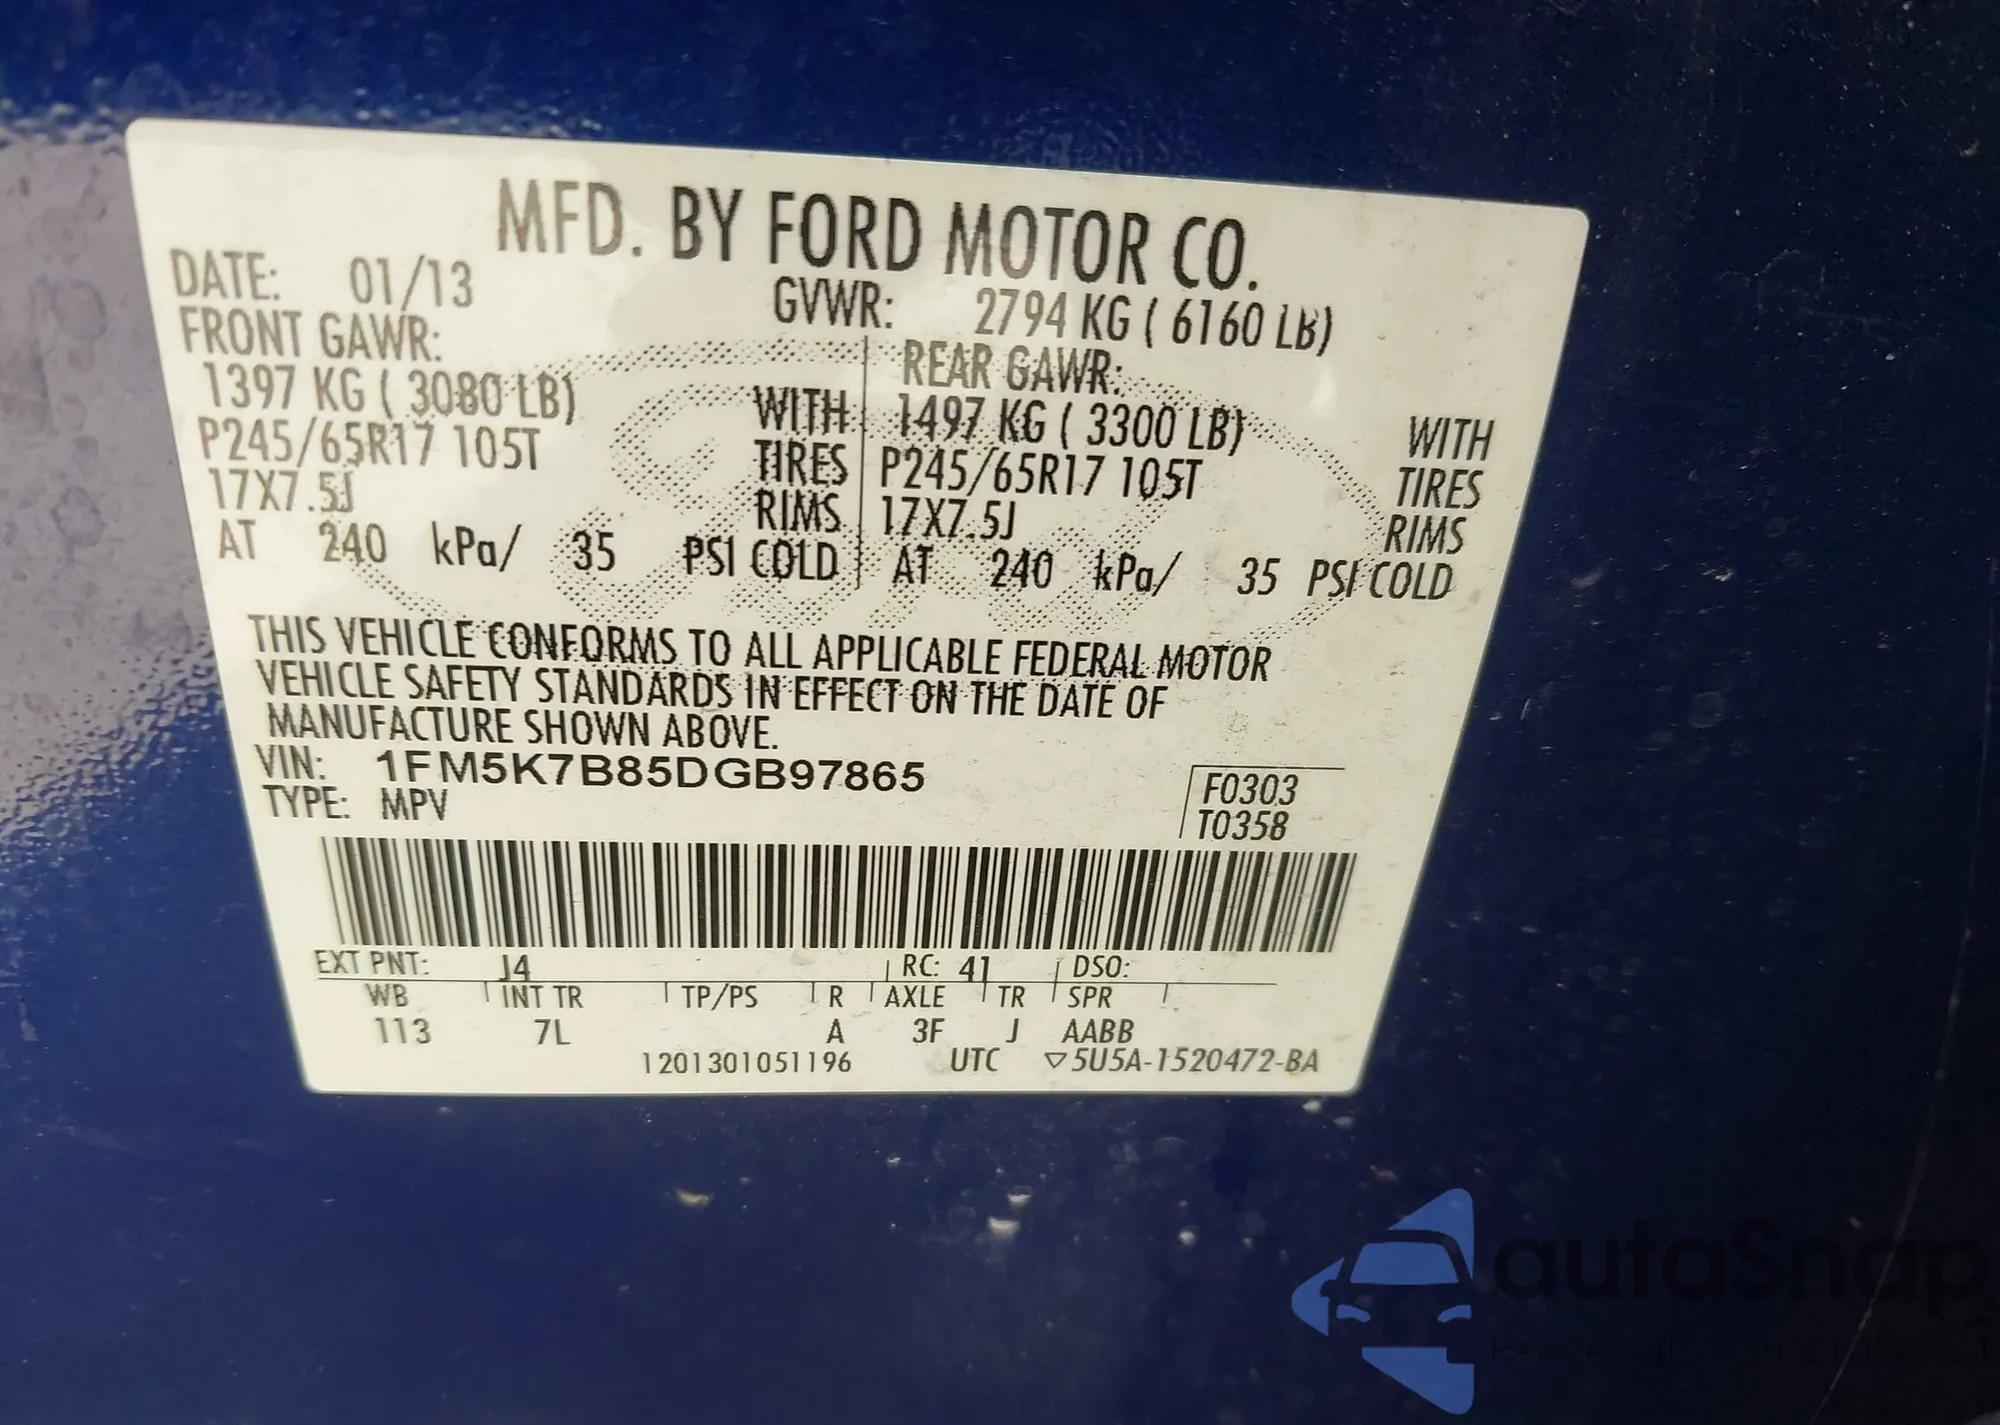 MFD. BY FORD MOTOR CO.
DATE: 01/13 GVWR: 2794 KG ( 6160 LB)
FRONT GAWR: REAR GAWR:
1397 KG ( 3080 LB) WITH 1497 KG ( 3300 LB) WITH
P245/65R17 105T TIRES P245/65R17 105T TIRES
17X7.5J RIMS 17X7.5J RIMS
AT 240 kPa/ 35 PSI COLD AT 240 kPa/ 35 PSI COLD
THIS VEHICLE CONFORMS TO ALL APPLICABLE FEDERAL MOTOR
VEHICLE SAFETY STANDARDS IN EFFECT ON THE DATE OF
MANUFACTURE SHOWN ABOVE.
VIN: 1FM5K7B85DGB97865 F0303
TYPE: MPV T0358
EXT PNT: J4 RC: 41 DSO:
WB INT TR TP/PS R AXLE TR SPR
113 7L A 3F J AABB
1201301051196 UTC ▽5U5A-1520472-BA
autaSnap